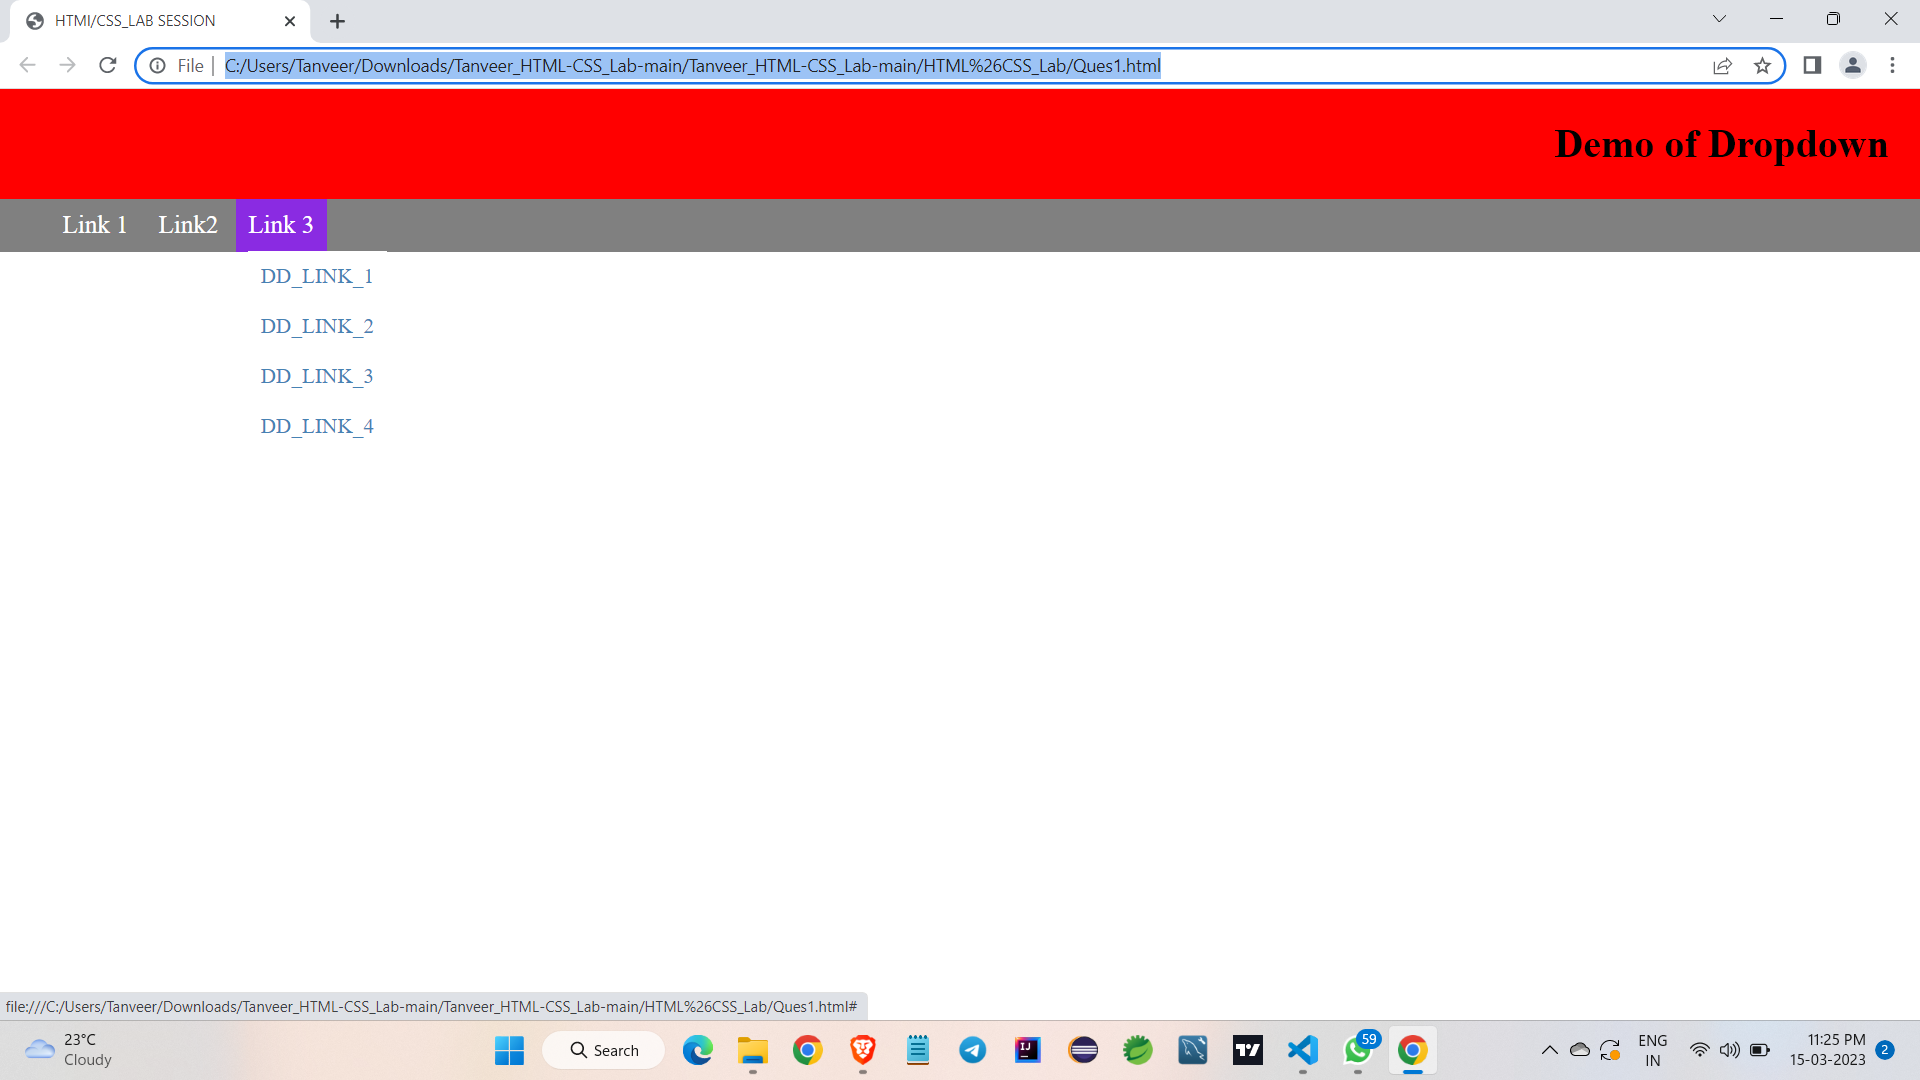 HTMl/CSS_LAB SESSION
File
C:/Users/Tanveer/Downloads/Tanveer_HTML-CSS_Lab-main/Tanveer_HTML-CSS_Lab-main/HTML%26CSS_Lab/Ques1.html
Demo of Dropdown
Link 1 Link2 Link 3
DD_LINK_1
DD_LINK_2
DD_LINK_3
DD_LINK_4
file:///C:/Users/Tanveer/Downloads/Tanveer_HTML-CSS_Lab-main/Tanveer_HTML-CSS_Lab-main/HTML%26CSS_Lab/Ques1.html#
23°C
Cloudy
Search
IJ
59
ENG
IN
11:25 PM
15-03-2023
2